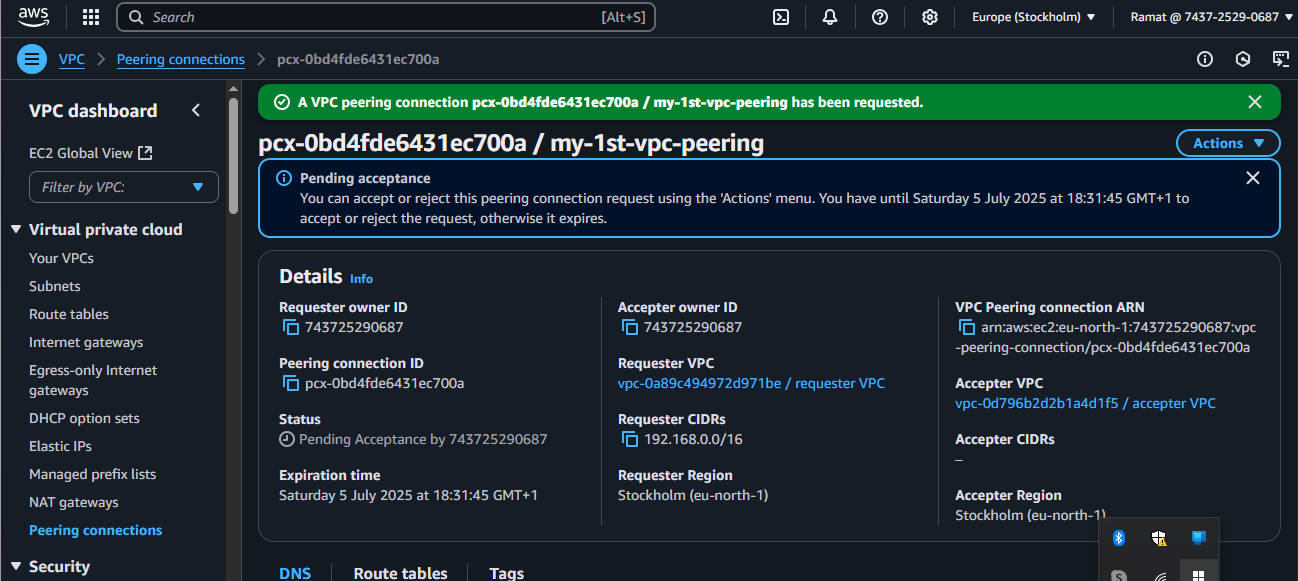 aws
Search [Alt+S] Europe (Stockholm) Ramat @ 7437-2529-0687
VPC Peering connections pcx-0bd4fde6431ec700a
VPC dashboard
EC2 Global View
Filter by VPC:
Virtual private cloud
Your VPCs
Subnets
Route tables
Internet gateways
Egress-only Internet
gateways
DHCP option sets
Elastic IPs
Managed prefix lists
NAT gateways
Peering connections
Security
A VPC peering connection pcx-0bd4fde6431ec700a / my-1st-vpc-peering has been requested.
pcx-0bd4fde6431ec700a / my-1st-vpc-peering
Actions
Pending acceptance
You can accept or reject this peering connection request using the 'Actions' menu. You have until Saturday 5 July 2025 at 18:31:45 GMT+1 to
accept or reject the request, otherwise it expires.
Details Info
Requester owner ID
743725290687
Peering connection ID
pcx-0bd4fde6431ec700a
Status
Pending Acceptance by 743725290687
Expiration time
Saturday 5 July 2025 at 18:31:45 GMT+1
Accepter owner ID
743725290687
Requester VPC
vpc-0a89c494972d971be / requester VPC
Requester CIDRs
192.168.0.0/16
Requester Region
Stockholm (eu-north-1)
VPC Peering connection ARN
arn:aws:ec2:eu-north-1:743725290687:vpc
-peering-connection/pcx-0bd4fde6431ec700a
Accepter VPC
vpc-0d796b2d2b1a4d1f5 / accepter VPC
Accepter CIDRs
–
Accepter Region
Stockholm (eu-north-1)
DNS Route tables Tags